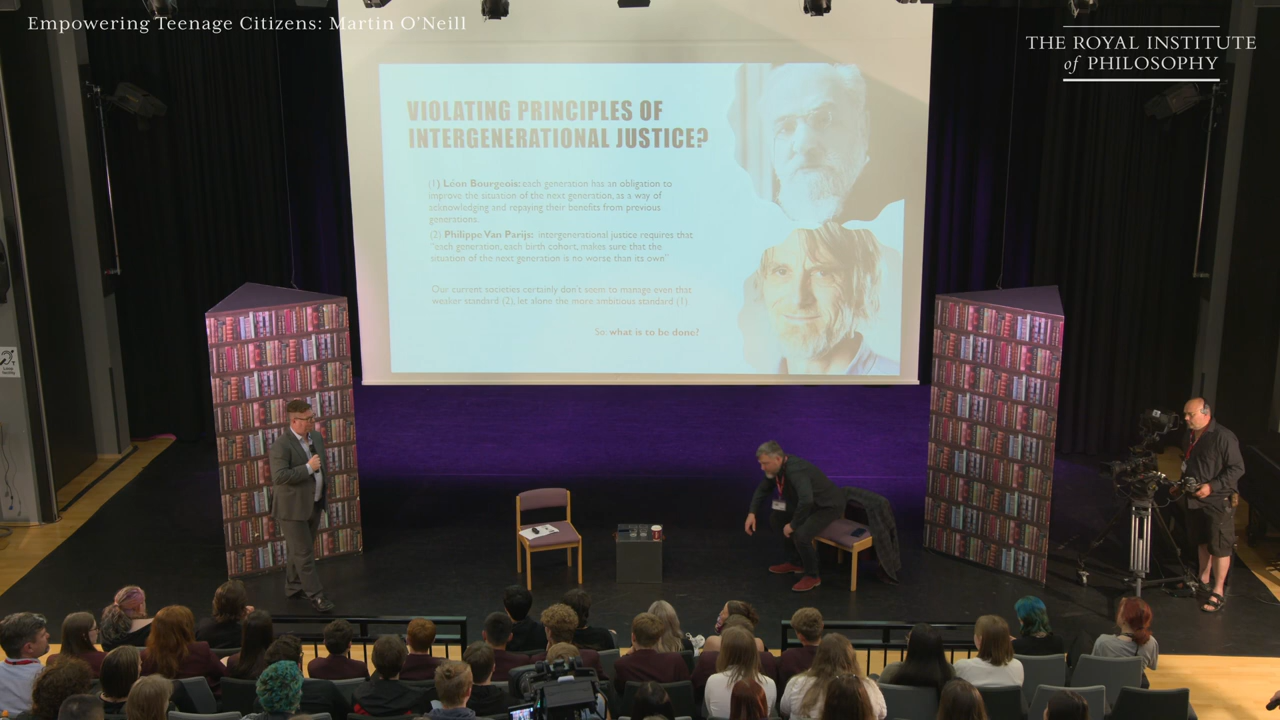 Empowering Teenage Citizens: Martin O'Neill
THE ROYAL INSTITUTE
of PHILOSOPHY
VIOLATING PRINCIPLES OF
INTERGENERATIONAL JUSTICE?
(1) Léon Bourgeois: each generation has an obligation to
improve the situation of the next generation, as a way of
acknowledging and repaying their benefits from previous
generations.
(2) Philippe Van Parijs: intergenerational justice requires that
"each generation, each birth cohort, makes sure that the
situation of the next generation is no worse than its own"
Our current societies certainly don't seem to manage even that
weaker standard (2), let alone the more ambitious standard (1)
So: what is to be done?